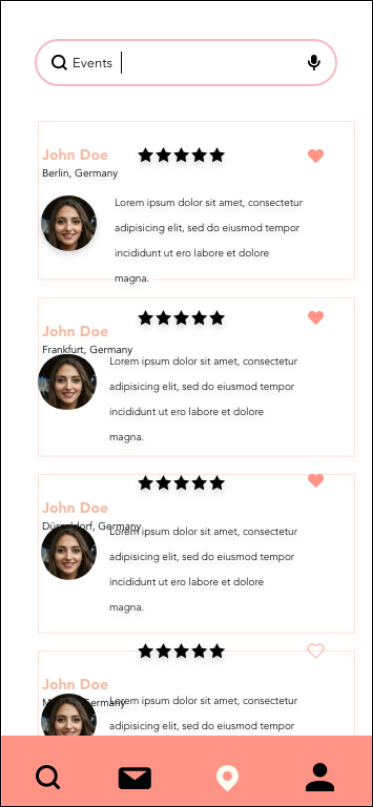 Events
John Doe
Berlin, Germany
Lorem ipsum dolor sit amet, consectetur
adipisicing elit, sed do eiusmod tempor
incididunt ut ero labore et dolore
magna.
John Doe
Frankfurt, Germany
Lorem ipsum dolor sit amet, consectetur
adipisicing elit, sed do eiusmod tempor
incididunt ut ero labore et dolore
magna.
John Doe
Düsseldorf, Germany
Lorem ipsum dolor sit amet, consectetur
adipisicing elit, sed do eiusmod tempor
incididunt ut ero labore et dolore
magna.
John Doe
Germany
Lorem ipsum dolor sit amet, consectetur
adipisicing elit, sed do eiusmod tempor